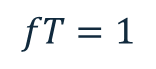 fT = 1